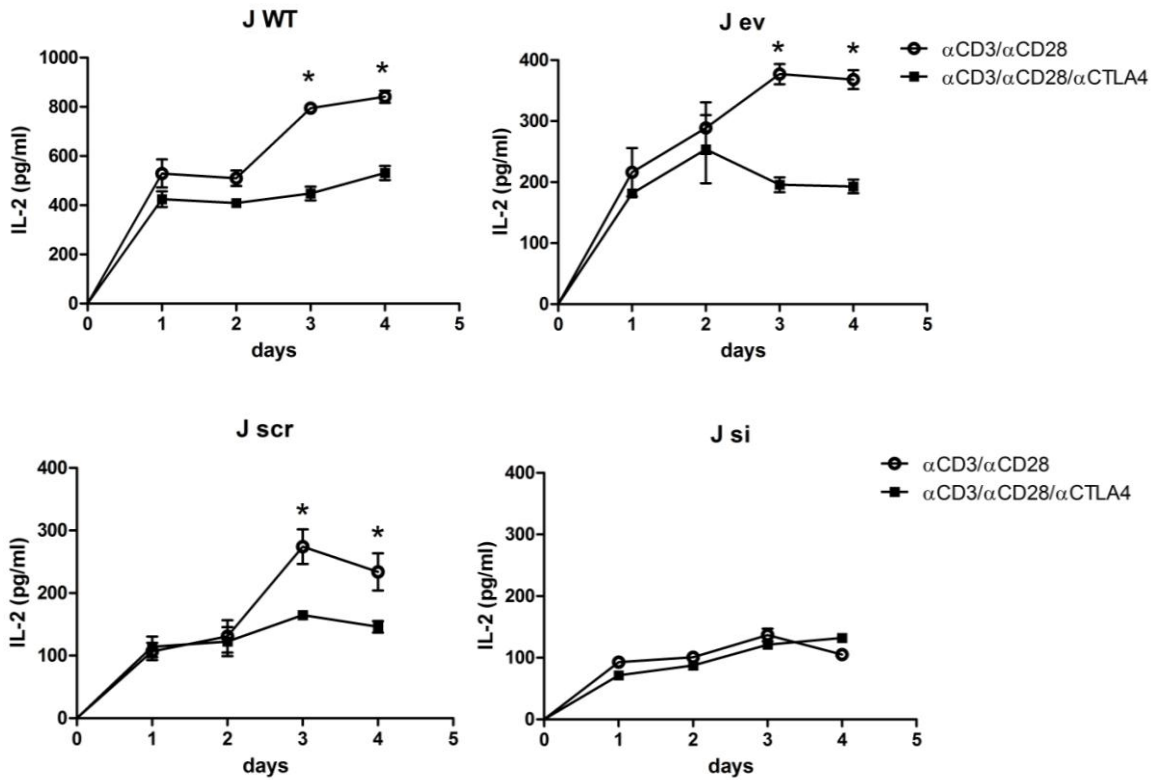 J WT
IL-2 (pg/ml)
1000
800
600
400
200
0
* *
0 1 2 3 4 5
days
J ev
IL-2 (pg/ml)
400
300
200
100
0
* *
0 1 2 3 4 5
days
αCD3/αCD28
αCD3/αCD28/αCTLA4
J scr
IL-2 (pg/ml)
400
300
200
100
0
* *
0 1 2 3 4 5
days
J si
IL-2 (pg/ml)
400
300
200
100
0
0 1 2 3 4 5
days
αCD3/αCD28
αCD3/αCD28/αCTLA4